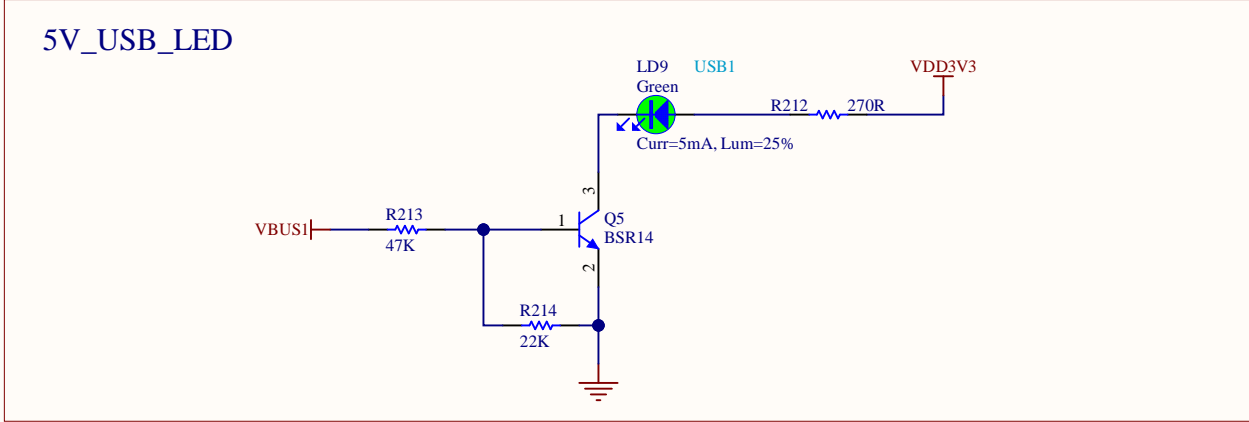 5V_USB_LED
LD9 USB1
Green
VDD3V3
R212 270R
Curr=5mA, Lum=25%
3
R213
VBUS1
47K
1
Q5
BSR14
2
R214
22K